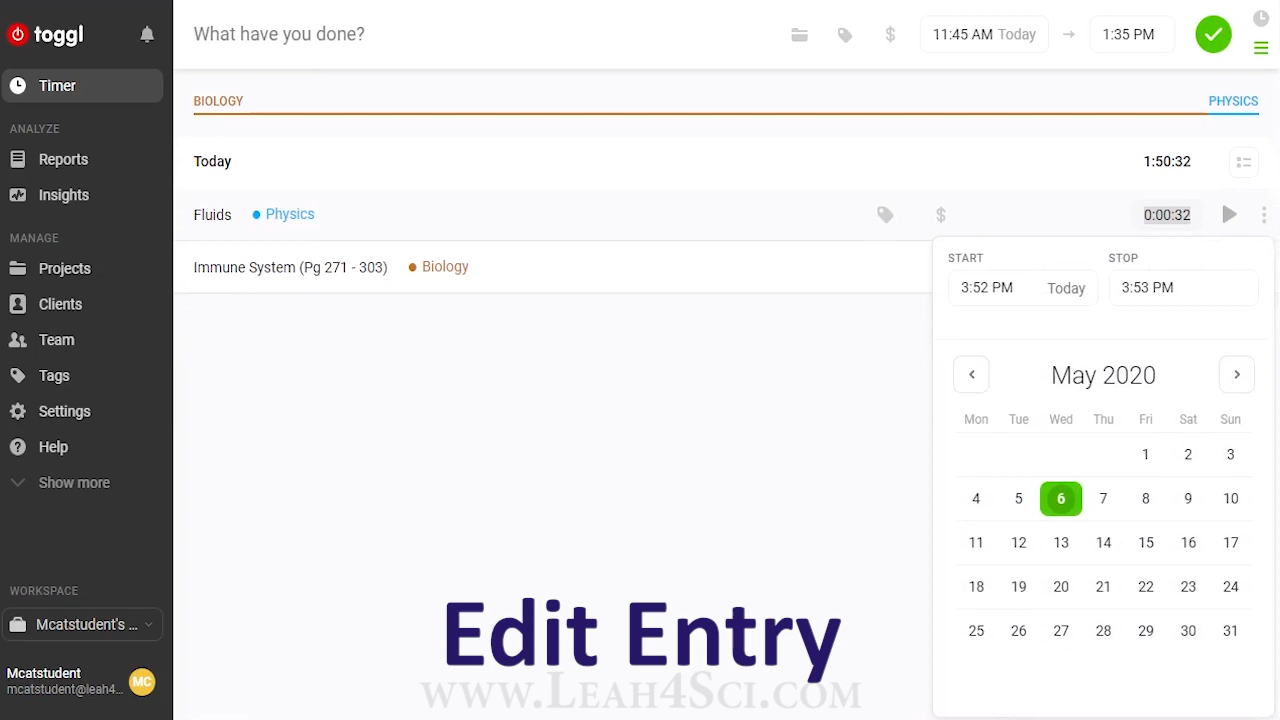 toggl
What have you done?
$
11:45 AM Today
→
1:35 PM
Timer
ANALYZE
Reports
Insights
MANAGE
Projects
Clients
Team
Tags
Settings
Help
Show more
WORKSPACE
Mcatstudent's ...
Mcatstudent
mcatstudent@leah4...
MC
BIOLOGY
PHYSICS
Today
1:50:32
Fluids
Physics
$
0:00:32
Immune System (Pg 271 - 303)
Biology
START
STOP
3:52 PM Today
3:53 PM
May 2020
Mon Tue Wed Thu Fri Sat Sun
1 2 3
4 5 6 7 8 9 10
11 12 13 14 15 16 17
18 19 20 21 22 23 24
25 26 27 28 29 30 31
Edit Entry
www.Leah4Sci.com